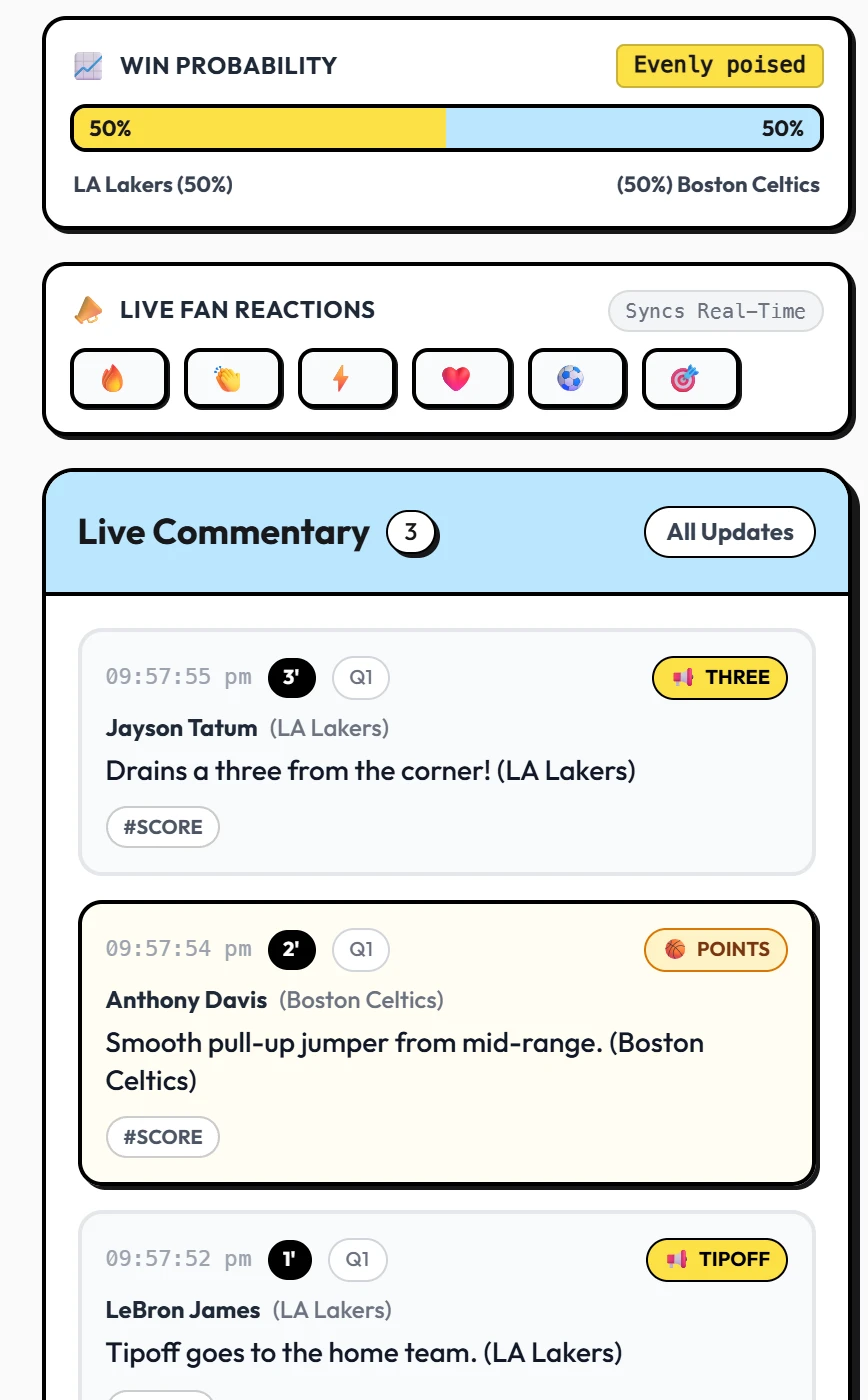 WIN PROBABILITY
Evenly poised
50%
50%
LA Lakers (50%)
(50%) Boston Celtics
LIVE FAN REACTIONS
Syncs Real-Time
Live Commentary
3
All Updates
09:57:55 pm
3'
Q1
THREE
Jayson Tatum (LA Lakers)
Drains a three from the corner! (LA Lakers)
#SCORE
09:57:54 pm
2'
Q1
POINTS
Anthony Davis (Boston Celtics)
Smooth pull-up jumper from mid-range. (Boston
Celtics)
#SCORE
09:57:52 pm
1'
Q1
TIPOFF
LeBron James (LA Lakers)
Tipoff goes to the home team. (LA Lakers)